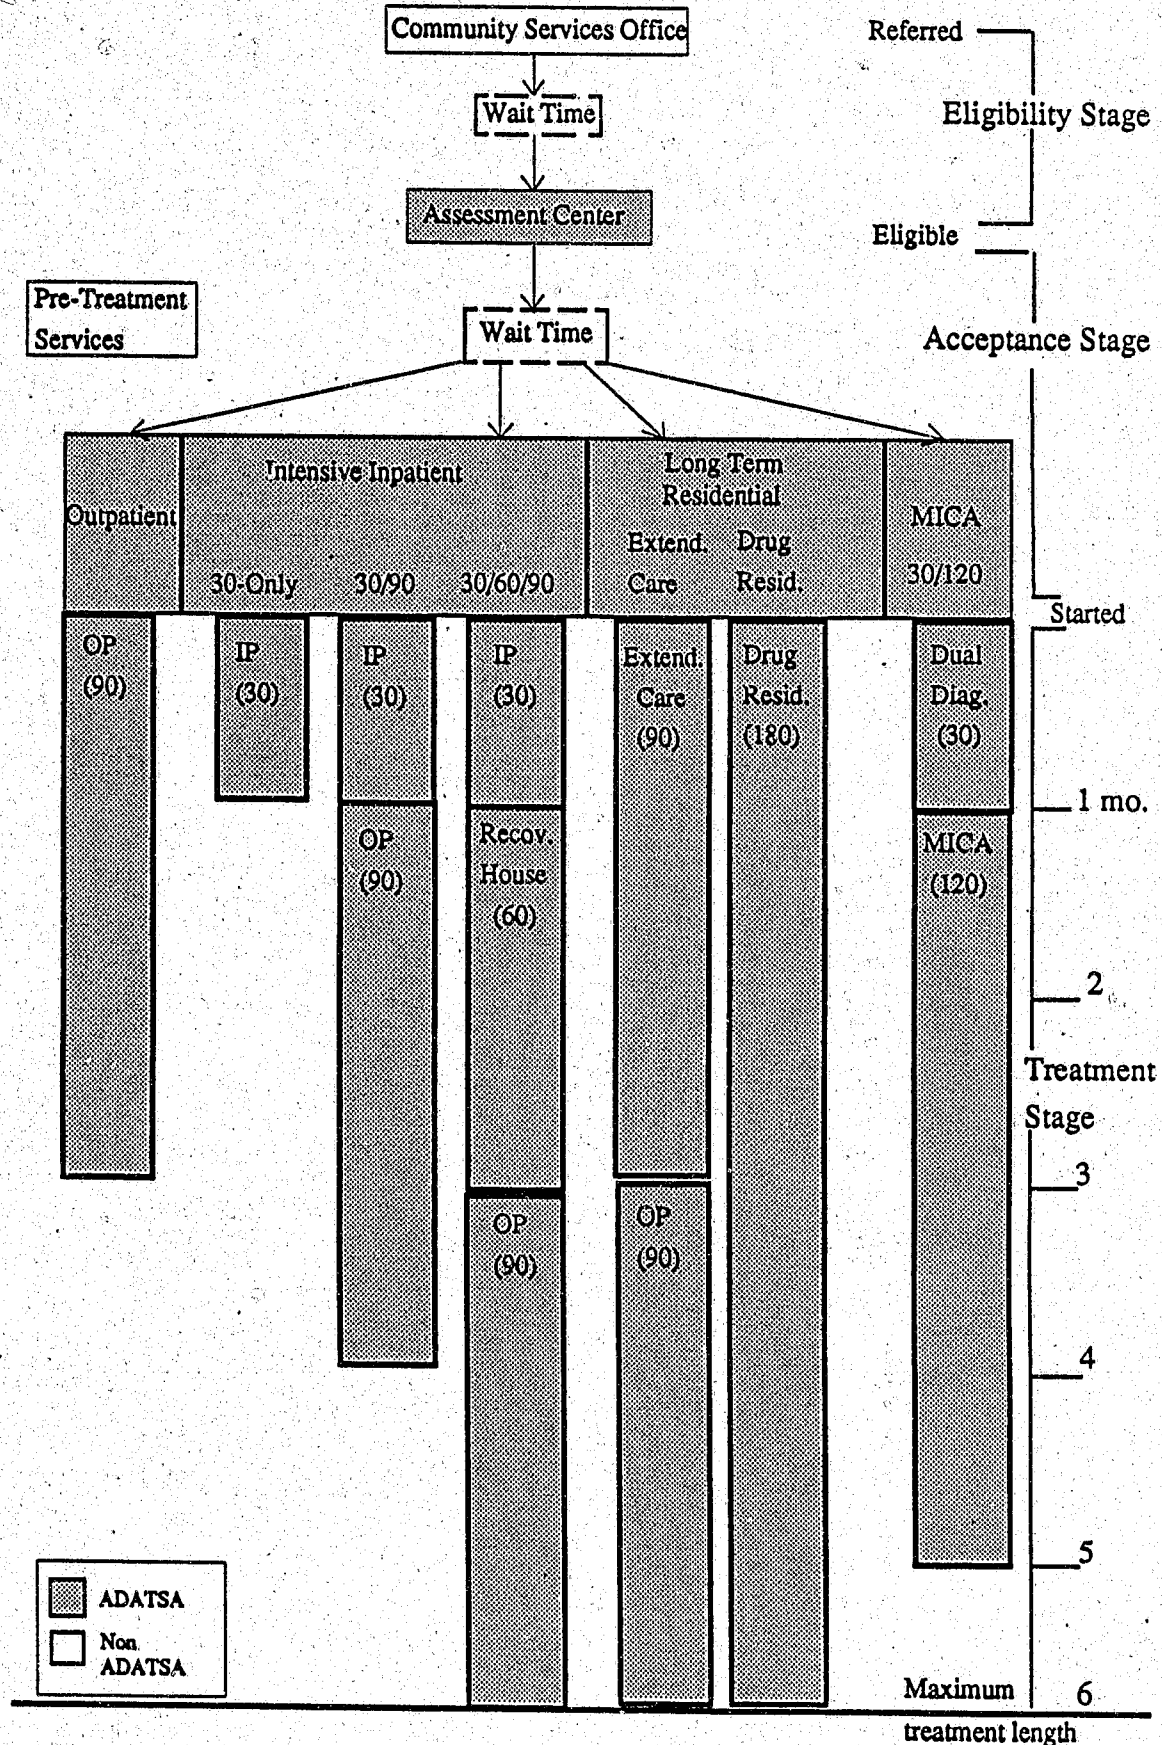 Community Services Office
Referred
Wait Time
Eligibility Stage
Assessment Center
Eligible
Pre-Treatment
Services
Wait Time
Acceptance Stage
Outpatient
Intensive Inpatient
30-Only
30/90
30/60/90
Long Term
Residential
Extend.
Care
Drug
Resid.
MICA
30/120
Started
OP
(90)
IP
(30)
IP
(30)
OP
(90)
IP
(30)
Recov.
House
(60)
OP
(90)
Extend.
Care
(90)
OP
(90)
Drug
Resid.
(180)
Dual
Diag.
(30)
MICA
(120)
1 mo.
2
Treatment
Stage
3
4
5
6
Maximum
treatment length
ADATSA
Non
ADATSA